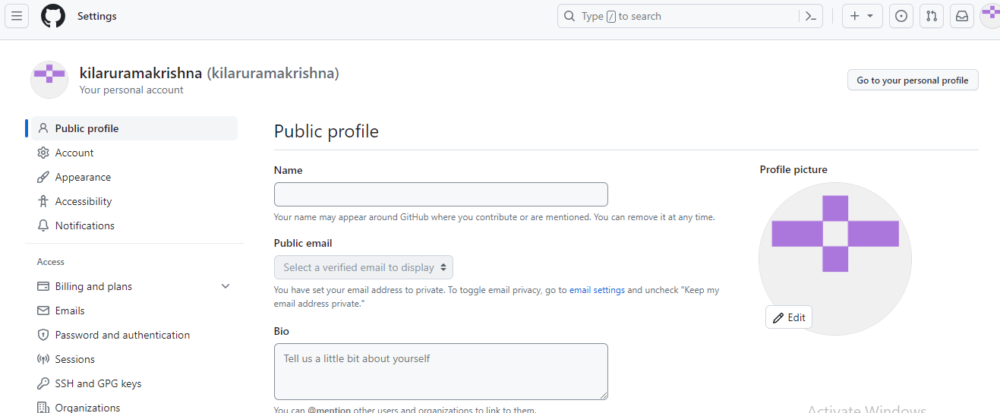 Settings
Type / to search
kilaruramakrishna (kilaruramakrishna)
Your personal account
Go to your personal profile
Public profile
Account
Appearance
Accessibility
Notifications
Access
Billing and plans
Emails
Password and authentication
Sessions
SSH and GPG keys
Organizations
Public profile
Name
Your name may appear around GitHub where you contribute or are mentioned. You can remove it at any time.
Public email
Select a verified email to display
You have set your email address to private. To toggle email privacy, go to email settings and uncheck "Keep my
email address private."
Bio
Tell us a little bit about yourself
You can @mention other users and organizations to link to them.
Profile picture
Edit
Activate Windows